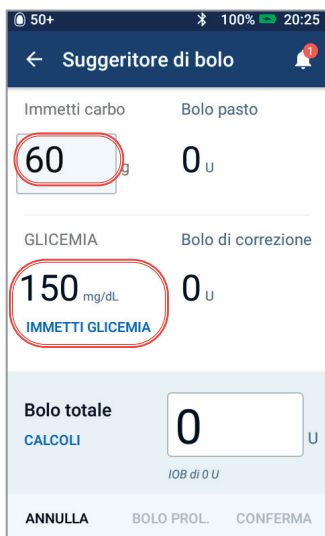 50+ 100% 20:25
Suggeritore di bolo 1
Immetti carbo Bolo pasto
60 g 0 U
GLICEMIA Bolo di correzione
150 mg/dL 0 U
IMMETTI GLICEMIA
Bolo totale 0 U
CALCOLI
IOB di 0 U
ANNULLA BOLO PROL. CONFERMA